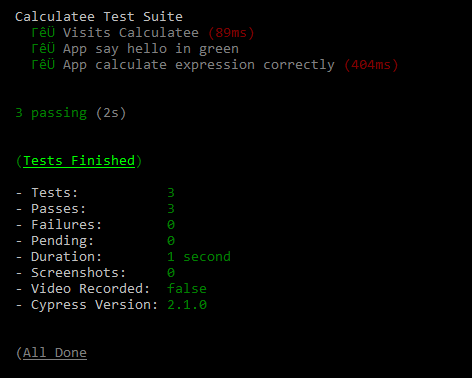 Calculatee Test Suite
ΓêÜ Visits Calculatee (89ms)
ΓêÜ App say hello in green
ΓêÜ App calculate expression correctly (404ms)
3 passing (2s)
(Tests Finished)
- Tests: 3
- Passes: 3
- Failures: 0
- Pending: 0
- Duration: 1 second
- Screenshots: 0
- Video Recorded: false
- Cypress Version: 2.1.0
(All Done